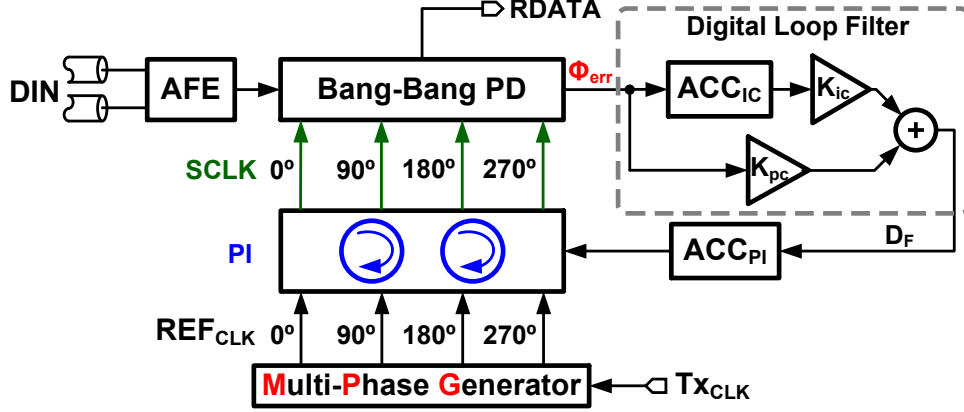 RDATA
Digital Loop Filter
DIN
AFE
Bang-Bang PD
Φerr
ACCIC
Kic
+
Kpc
SCLK 0º 90º 180º 270º
PI
ACCPI
DF
REFCLK 0º 90º 180º 270º
Multi-Phase Generator
TxCLK